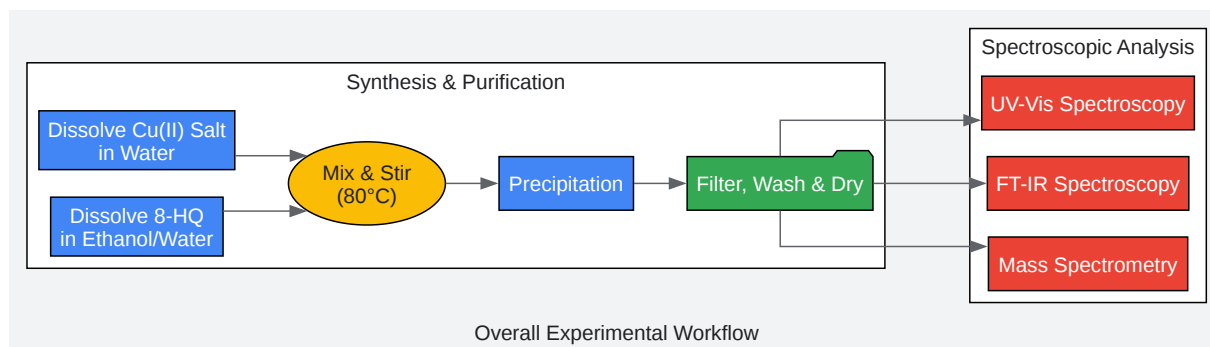 Synthesis & Purification
Dissolve Cu(II) Salt
in Water
Dissolve 8-HQ
in Ethanol/Water
Mix & Stir
(80°C)
Precipitation
Filter, Wash & Dry
Spectroscopic Analysis
UV-Vis Spectroscopy
FT-IR Spectroscopy
Mass Spectrometry
Overall Experimental Workflow